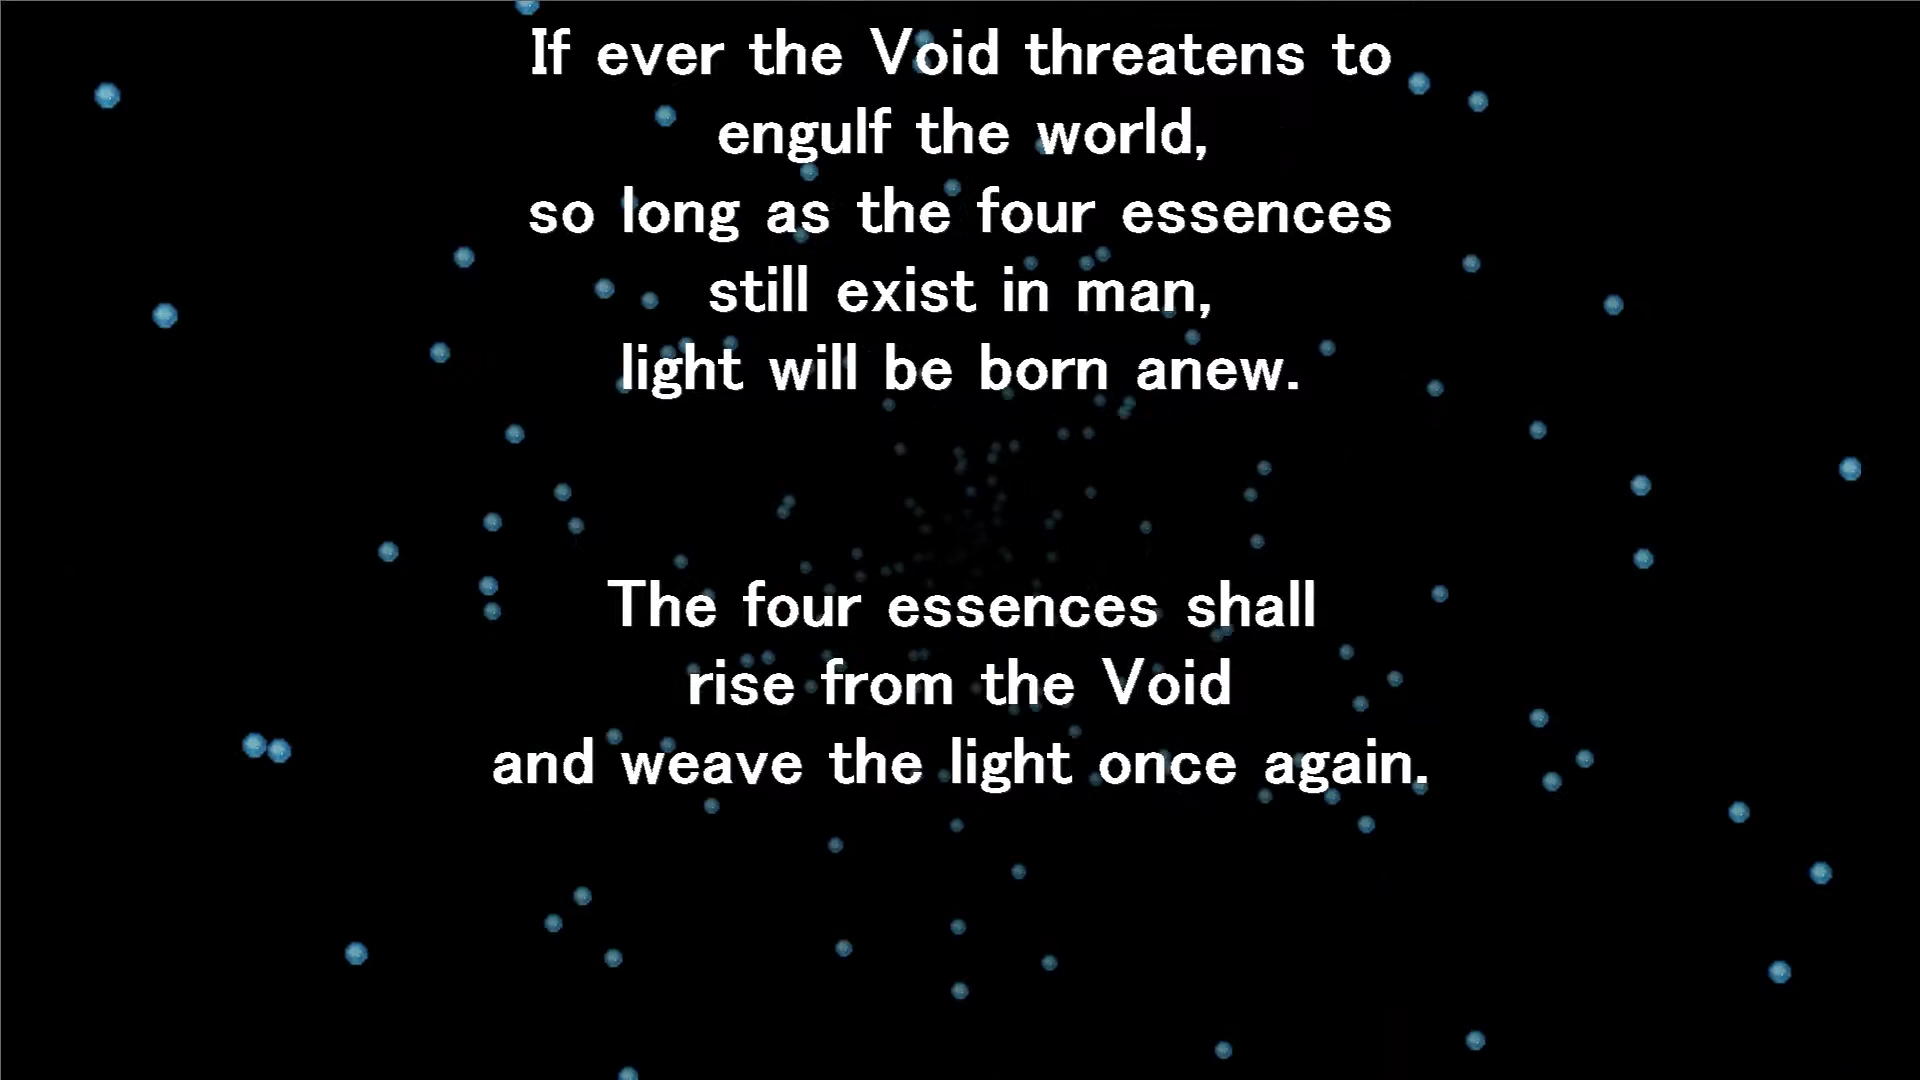 If ever the Void threatens to
engulf the world,
so long as the four essences
still exist in man,
light will be born anew.
The four essences shall
rise from the Void
and weave the light once again.